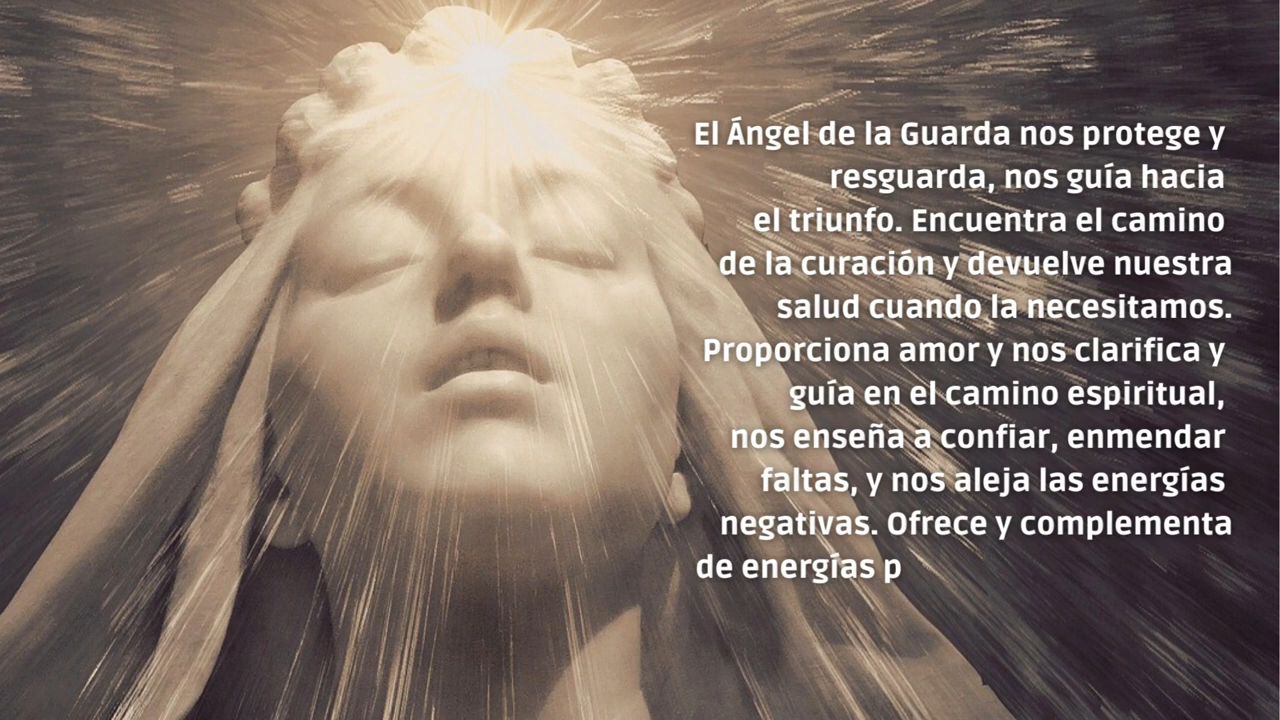 El Ángel de la Guarda nos protege y
resguarda, nos guía hacia
el triunfo. Encuentra el camino
de la curación y devuelve nuestra
salud cuando la necesitamos.
Proporciona amor y nos clarifica y
guía en el camino espiritual,
nos enseña a confiar, enmendar
faltas, y nos aleja las energías
negativas. Ofrece y complementa
de energías p